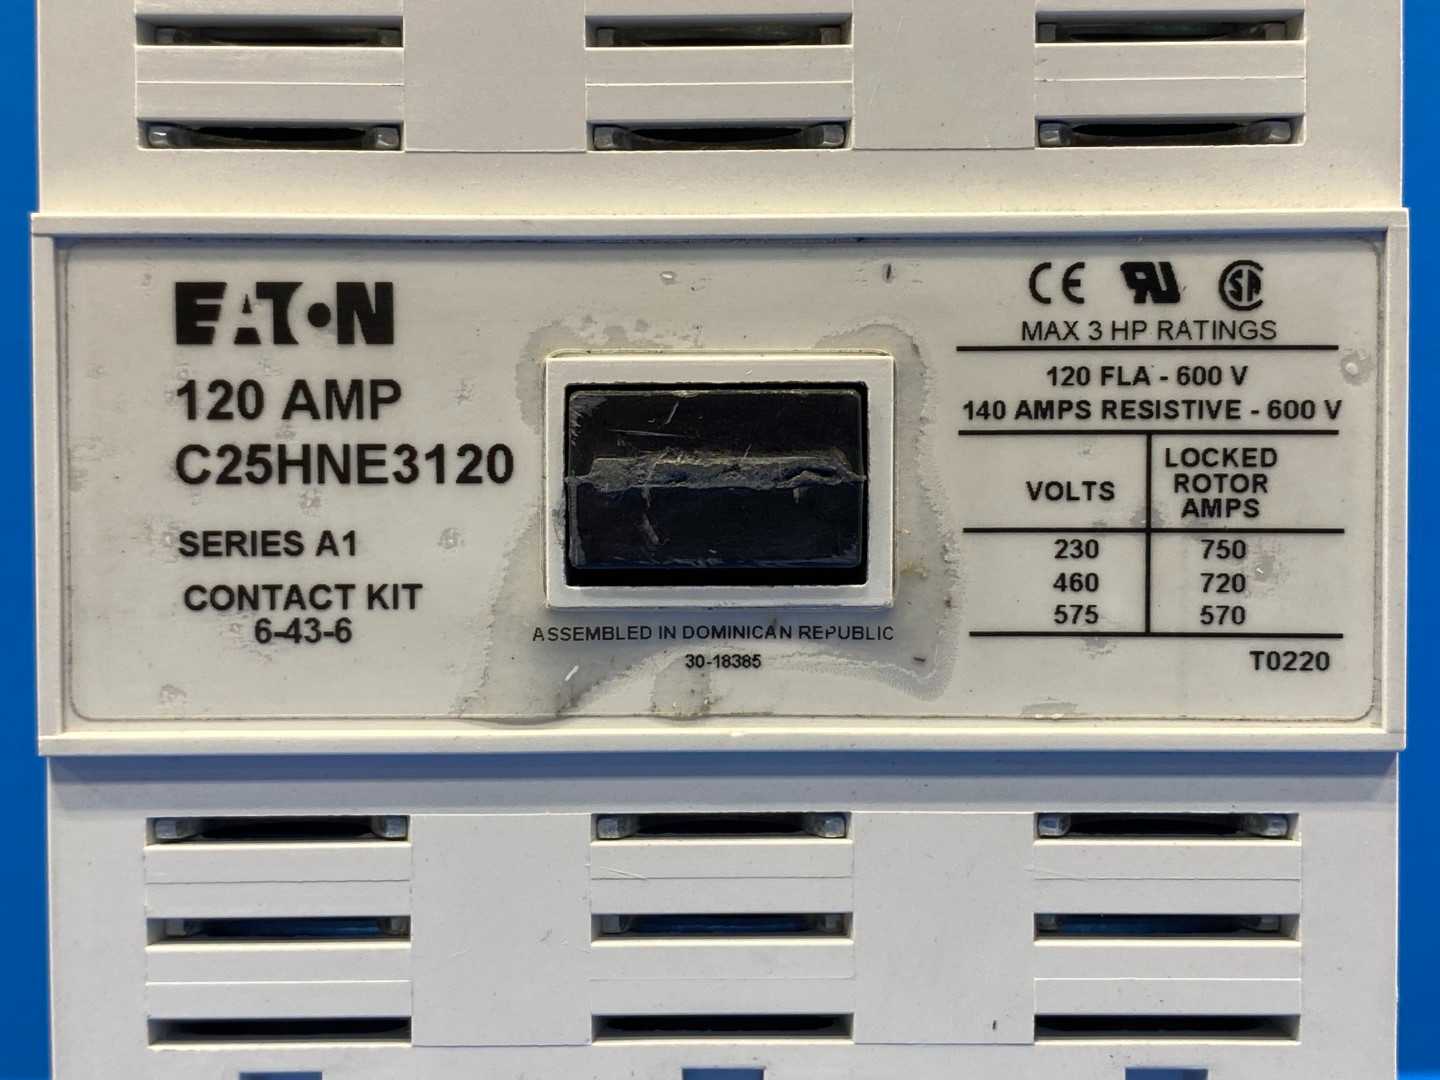 EATON
120 AMP
C25HNE3120
SERIES A1
CONTACT KIT
6-43-6
ASSEMBLED IN DOMINICAN REPUBLIC
30-18385
CE RU SA
MAX 3 HP RATINGS
120 FLA - 600 V
140 AMPS RESISTIVE - 600 V
VOLTS LOCKED ROTOR AMPS
230 750
460 720
575 570
T0220